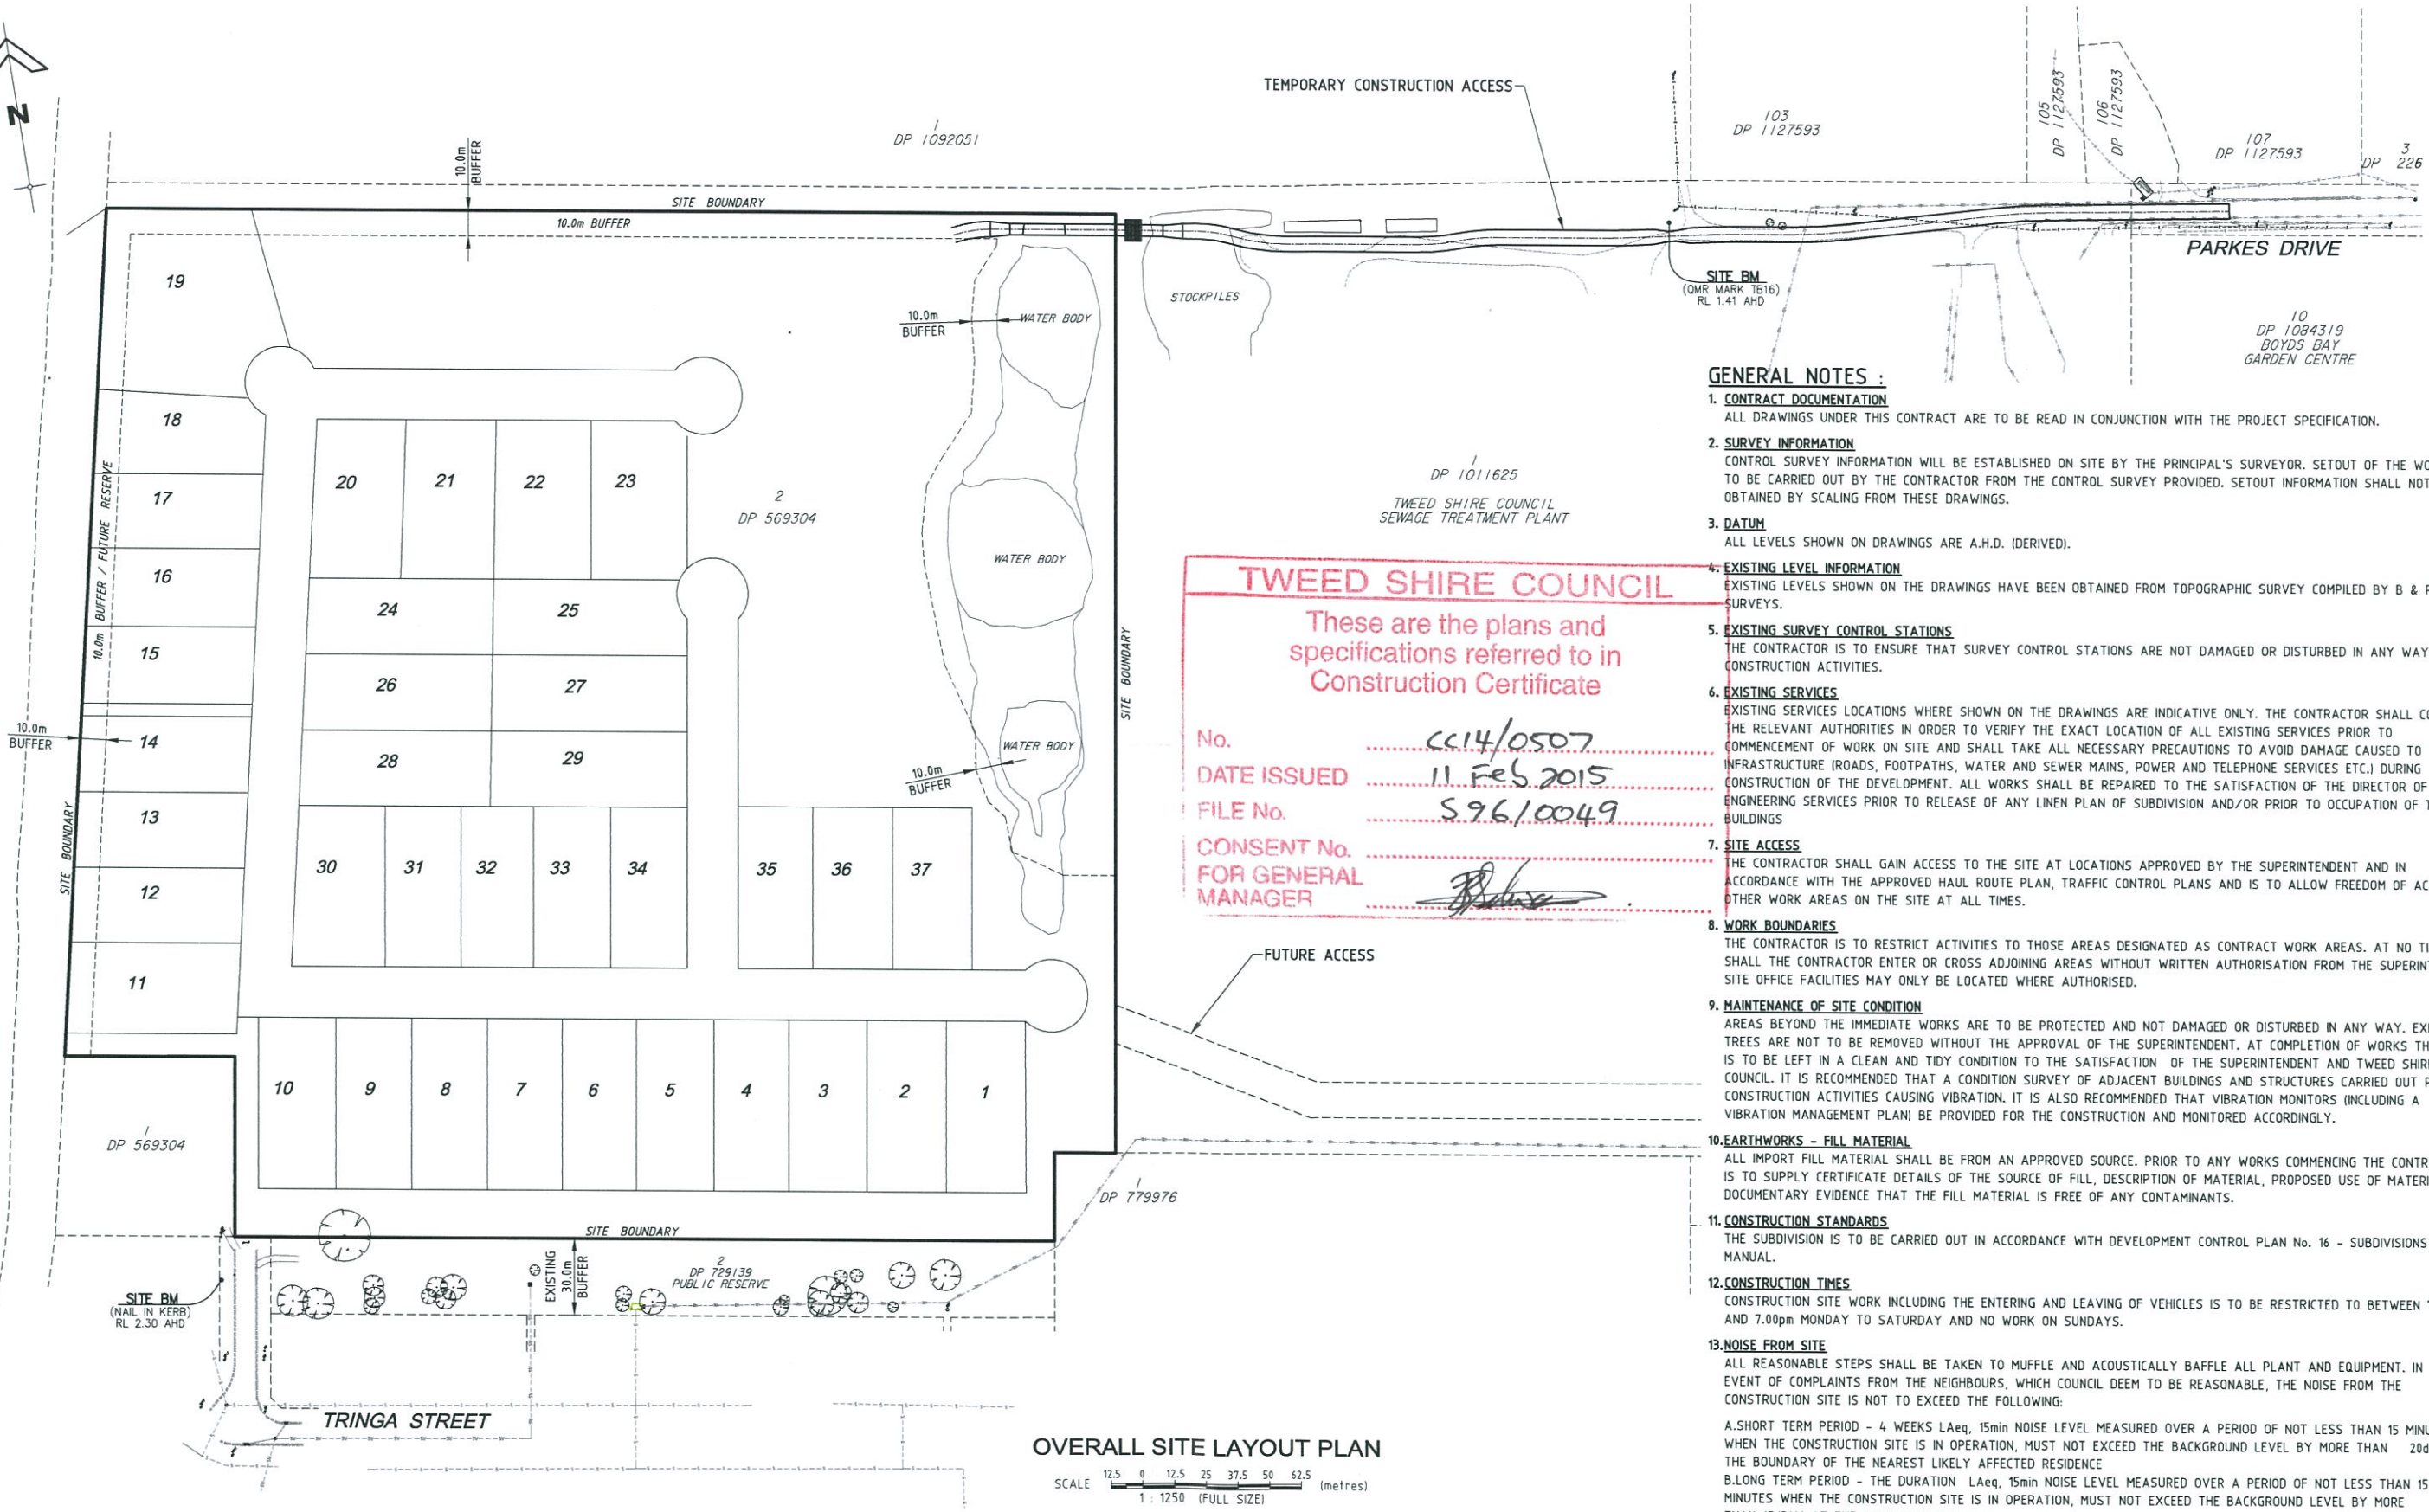 N
TEMPORARY CONSTRUCTION ACCESS
1
DP 1092051
103
DP 1127593
105
DP 1127593
106
DP 1127593
107
DP 1127593
3
DP 226
10.0m
BUFFER
SITE BOUNDARY
10.0m BUFFER
PARKES DRIVE
SITE BM
(QMR MARK TB16)
RL 1.41 AHD
STOCKPILES
10
DP 1084319
BOYDS BAY
GARDEN CENTRE
10.0m
BUFFER
WATER BODY
WATER BODY
WATER BODY
10.0m
BUFFER
19
18
17
16
15
14
13
12
11
10.0m BUFFER / FUTURE RESERVE
10.0m
BUFFER
SITE BOUNDARY
20
21
22
23
2
DP 569304
24
25
26
27
28
29
30
31
32
33
34
35
36
37
SITE BOUNDARY
10
9
8
7
6
5
4
3
2
1
1
DP 569304
1
DP 1011625
TWEED SHIRE COUNCIL
SEWAGE TREATMENT PLANT
TWEED SHIRE COUNCIL
These are the plans and
specifications referred to in
Construction Certificate
No. CC14/0507
DATE ISSUED 11 Feb 2015
FILE No. S96/0049
CONSENT No.
FOR GENERAL
MANAGER
FUTURE ACCESS
1
DP 779976
SITE BOUNDARY
EXISTING
30.0m
BUFFER
2
DP 729139
PUBLIC RESERVE
SITE BM
(NAIL IN KERB)
RL 2.30 AHD
TRINGA STREET
OVERALL SITE LAYOUT PLAN
SCALE 12.5 0 12.5 25 37.5 50 62.5 (metres)
1 : 1250 (FULL SIZE)
GENERAL NOTES :
1. CONTRACT DOCUMENTATION
ALL DRAWINGS UNDER THIS CONTRACT ARE TO BE READ IN CONJUNCTION WITH THE PROJECT SPECIFICATION.
2. SURVEY INFORMATION
CONTROL SURVEY INFORMATION WILL BE ESTABLISHED ON SITE BY THE PRINCIPAL'S SURVEYOR. SETOUT OF THE WO
TO BE CARRIED OUT BY THE CONTRACTOR FROM THE CONTROL SURVEY PROVIDED. SETOUT INFORMATION SHALL NOT
OBTAINED BY SCALING FROM THESE DRAWINGS.
3. DATUM
ALL LEVELS SHOWN ON DRAWINGS ARE A.H.D. (DERIVED).
4. EXISTING LEVEL INFORMATION
EXISTING LEVELS SHOWN ON THE DRAWINGS HAVE BEEN OBTAINED FROM TOPOGRAPHIC SURVEY COMPILED BY B & P
SURVEYS.
5. EXISTING SURVEY CONTROL STATIONS
THE CONTRACTOR IS TO ENSURE THAT SURVEY CONTROL STATIONS ARE NOT DAMAGED OR DISTURBED IN ANY WAY
CONSTRUCTION ACTIVITIES.
6. EXISTING SERVICES
EXISTING SERVICES LOCATIONS WHERE SHOWN ON THE DRAWINGS ARE INDICATIVE ONLY. THE CONTRACTOR SHALL CO
THE RELEVANT AUTHORITIES IN ORDER TO VERIFY THE EXACT LOCATION OF ALL EXISTING SERVICES PRIOR TO
COMMENCEMENT OF WORK ON SITE AND SHALL TAKE ALL NECESSARY PRECAUTIONS TO AVOID DAMAGE CAUSED TO
INFRASTRUCTURE (ROADS, FOOTPATHS, WATER AND SEWER MAINS, POWER AND TELEPHONE SERVICES ETC.) DURING
CONSTRUCTION OF THE DEVELOPMENT. ALL WORKS SHALL BE REPAIRED TO THE SATISFACTION OF THE DIRECTOR OF
ENGINEERING SERVICES PRIOR TO RELEASE OF ANY LINEN PLAN OF SUBDIVISION AND/OR PRIOR TO OCCUPATION OF T
BUILDINGS
7. SITE ACCESS
THE CONTRACTOR SHALL GAIN ACCESS TO THE SITE AT LOCATIONS APPROVED BY THE SUPERINTENDENT AND IN
ACCORDANCE WITH THE APPROVED HAUL ROUTE PLAN, TRAFFIC CONTROL PLANS AND IS TO ALLOW FREEDOM OF AC
OTHER WORK AREAS ON THE SITE AT ALL TIMES.
8. WORK BOUNDARIES
THE CONTRACTOR IS TO RESTRICT ACTIVITIES TO THOSE AREAS DESIGNATED AS CONTRACT WORK AREAS. AT NO TI
SHALL THE CONTRACTOR ENTER OR CROSS ADJOINING AREAS WITHOUT WRITTEN AUTHORISATION FROM THE SUPERIN
SITE OFFICE FACILITIES MAY ONLY BE LOCATED WHERE AUTHORISED.
9. MAINTENANCE OF SITE CONDITION
AREAS BEYOND THE IMMEDIATE WORKS ARE TO BE PROTECTED AND NOT DAMAGED OR DISTURBED IN ANY WAY. EXI
TREES ARE NOT TO BE REMOVED WITHOUT THE APPROVAL OF THE SUPERINTENDENT. AT COMPLETION OF WORKS TH
IS TO BE LEFT IN A CLEAN AND TIDY CONDITION TO THE SATISFACTION OF THE SUPERINTENDENT AND TWEED SHIR
COUNCIL. IT IS RECOMMENDED THAT A CONDITION SURVEY OF ADJACENT BUILDINGS AND STRUCTURES CARRIED OUT P
CONSTRUCTION ACTIVITIES CAUSING VIBRATION. IT IS ALSO RECOMMENDED THAT VIBRATION MONITORS (INCLUDING A
VIBRATION MANAGEMENT PLAN) BE PROVIDED FOR THE CONSTRUCTION AND MONITORED ACCORDINGLY.
10. EARTHWORKS - FILL MATERIAL
ALL IMPORT FILL MATERIAL SHALL BE FROM AN APPROVED SOURCE. PRIOR TO ANY WORKS COMMENCING THE CONTR
IS TO SUPPLY CERTIFICATE DETAILS OF THE SOURCE OF FILL, DESCRIPTION OF MATERIAL, PROPOSED USE OF MATERI
DOCUMENTARY EVIDENCE THAT THE FILL MATERIAL IS FREE OF ANY CONTAMINANTS.
11. CONSTRUCTION STANDARDS
THE SUBDIVISION IS TO BE CARRIED OUT IN ACCORDANCE WITH DEVELOPMENT CONTROL PLAN No. 16 - SUBDIVISIONS
MANUAL.
12. CONSTRUCTION TIMES
CONSTRUCTION SITE WORK INCLUDING THE ENTERING AND LEAVING OF VEHICLES IS TO BE RESTRICTED TO BETWEEN
AND 7.00pm MONDAY TO SATURDAY AND NO WORK ON SUNDAYS.
13. NOISE FROM SITE
ALL REASONABLE STEPS SHALL BE TAKEN TO MUFFLE AND ACOUSTICALLY BAFFLE ALL PLANT AND EQUIPMENT. IN
EVENT OF COMPLAINTS FROM THE NEIGHBOURS, WHICH COUNCIL DEEM TO BE REASONABLE, THE NOISE FROM THE
CONSTRUCTION SITE IS NOT TO EXCEED THE FOLLOWING:
A.SHORT TERM PERIOD - 4 WEEKS LAeq, 15min NOISE LEVEL MEASURED OVER A PERIOD OF NOT LESS THAN 15 MINU
WHEN THE CONSTRUCTION SITE IS IN OPERATION, MUST NOT EXCEED THE BACKGROUND LEVEL BY MORE THAN 20d
THE BOUNDARY OF THE NEAREST LIKELY AFFECTED RESIDENCE
B.LONG TERM PERIOD - THE DURATION LAeq, 15min NOISE LEVEL MEASURED OVER A PERIOD OF NOT LESS THAN 15
MINUTES WHEN THE CONSTRUCTION SITE IS IN OPERATION, MUST NOT EXCEED THE BACKGROUND LEVEL BY MORE